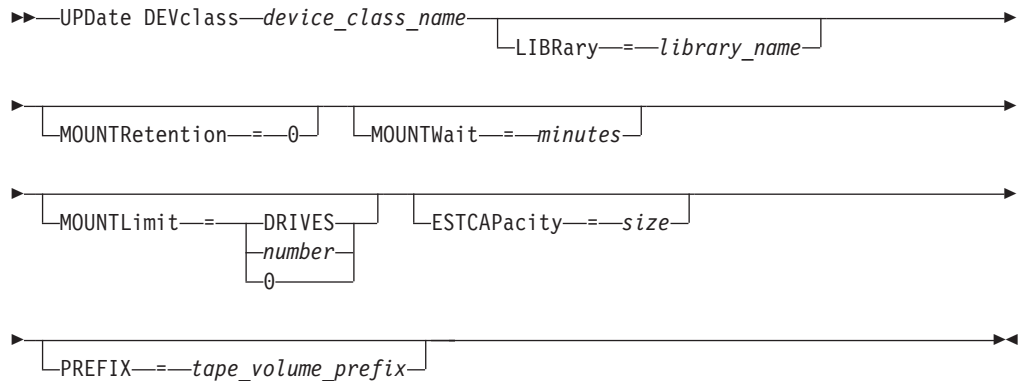 UPDate DEVclass device_class_name
LIBRary = library_name
MOUNTRetention = 0 MOUNTWait = minutes
MOUNTLimit = DRIVES ESTCAPacity = size
number
0
PREFIX = tape_volume_prefix